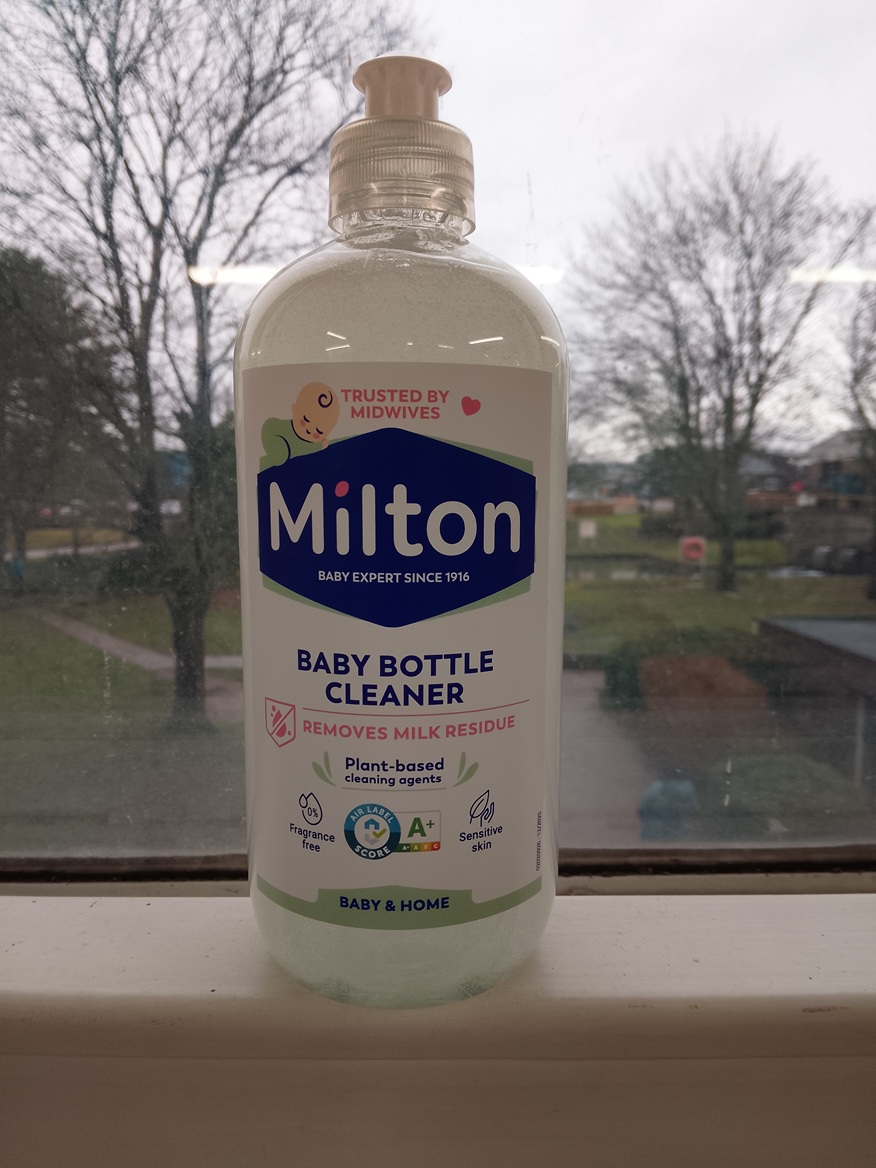 TRUSTED BY
MIDWIVES
Milton
BABY EXPERT SINCE 1916
BABY BOTTLE
CLEANER
REMOVES MILK RESIDUE
Plant-based
cleaning agents
0%
Fragrance
free
AIR LABEL
SCORE
A+
A+ A B C
Sensitive
skin
BABY & HOME